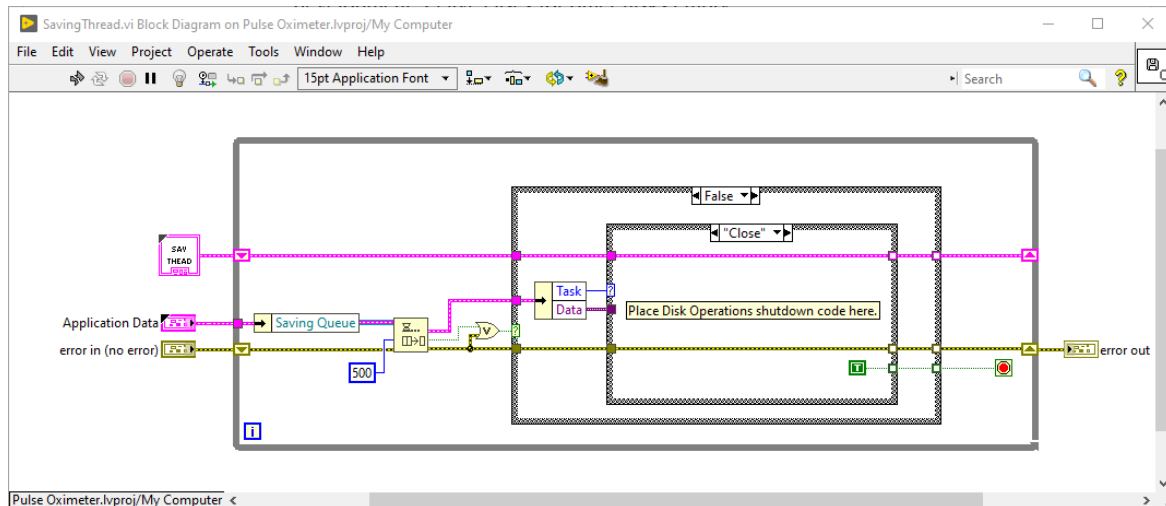 SavingThread.vi Block Diagram on Pulse Oximeter.lvproj/My Computer
File Edit View Project Operate Tools Window Help
15pt Application Font
Search
False
"Close"
SAV
THEAD
Task
Data
Place Disk Operations shutdown code here.
Application Data
Saving Queue
error in (no error)
500
V
error out
T
i
Pulse Oximeter.lvproj/My Computer